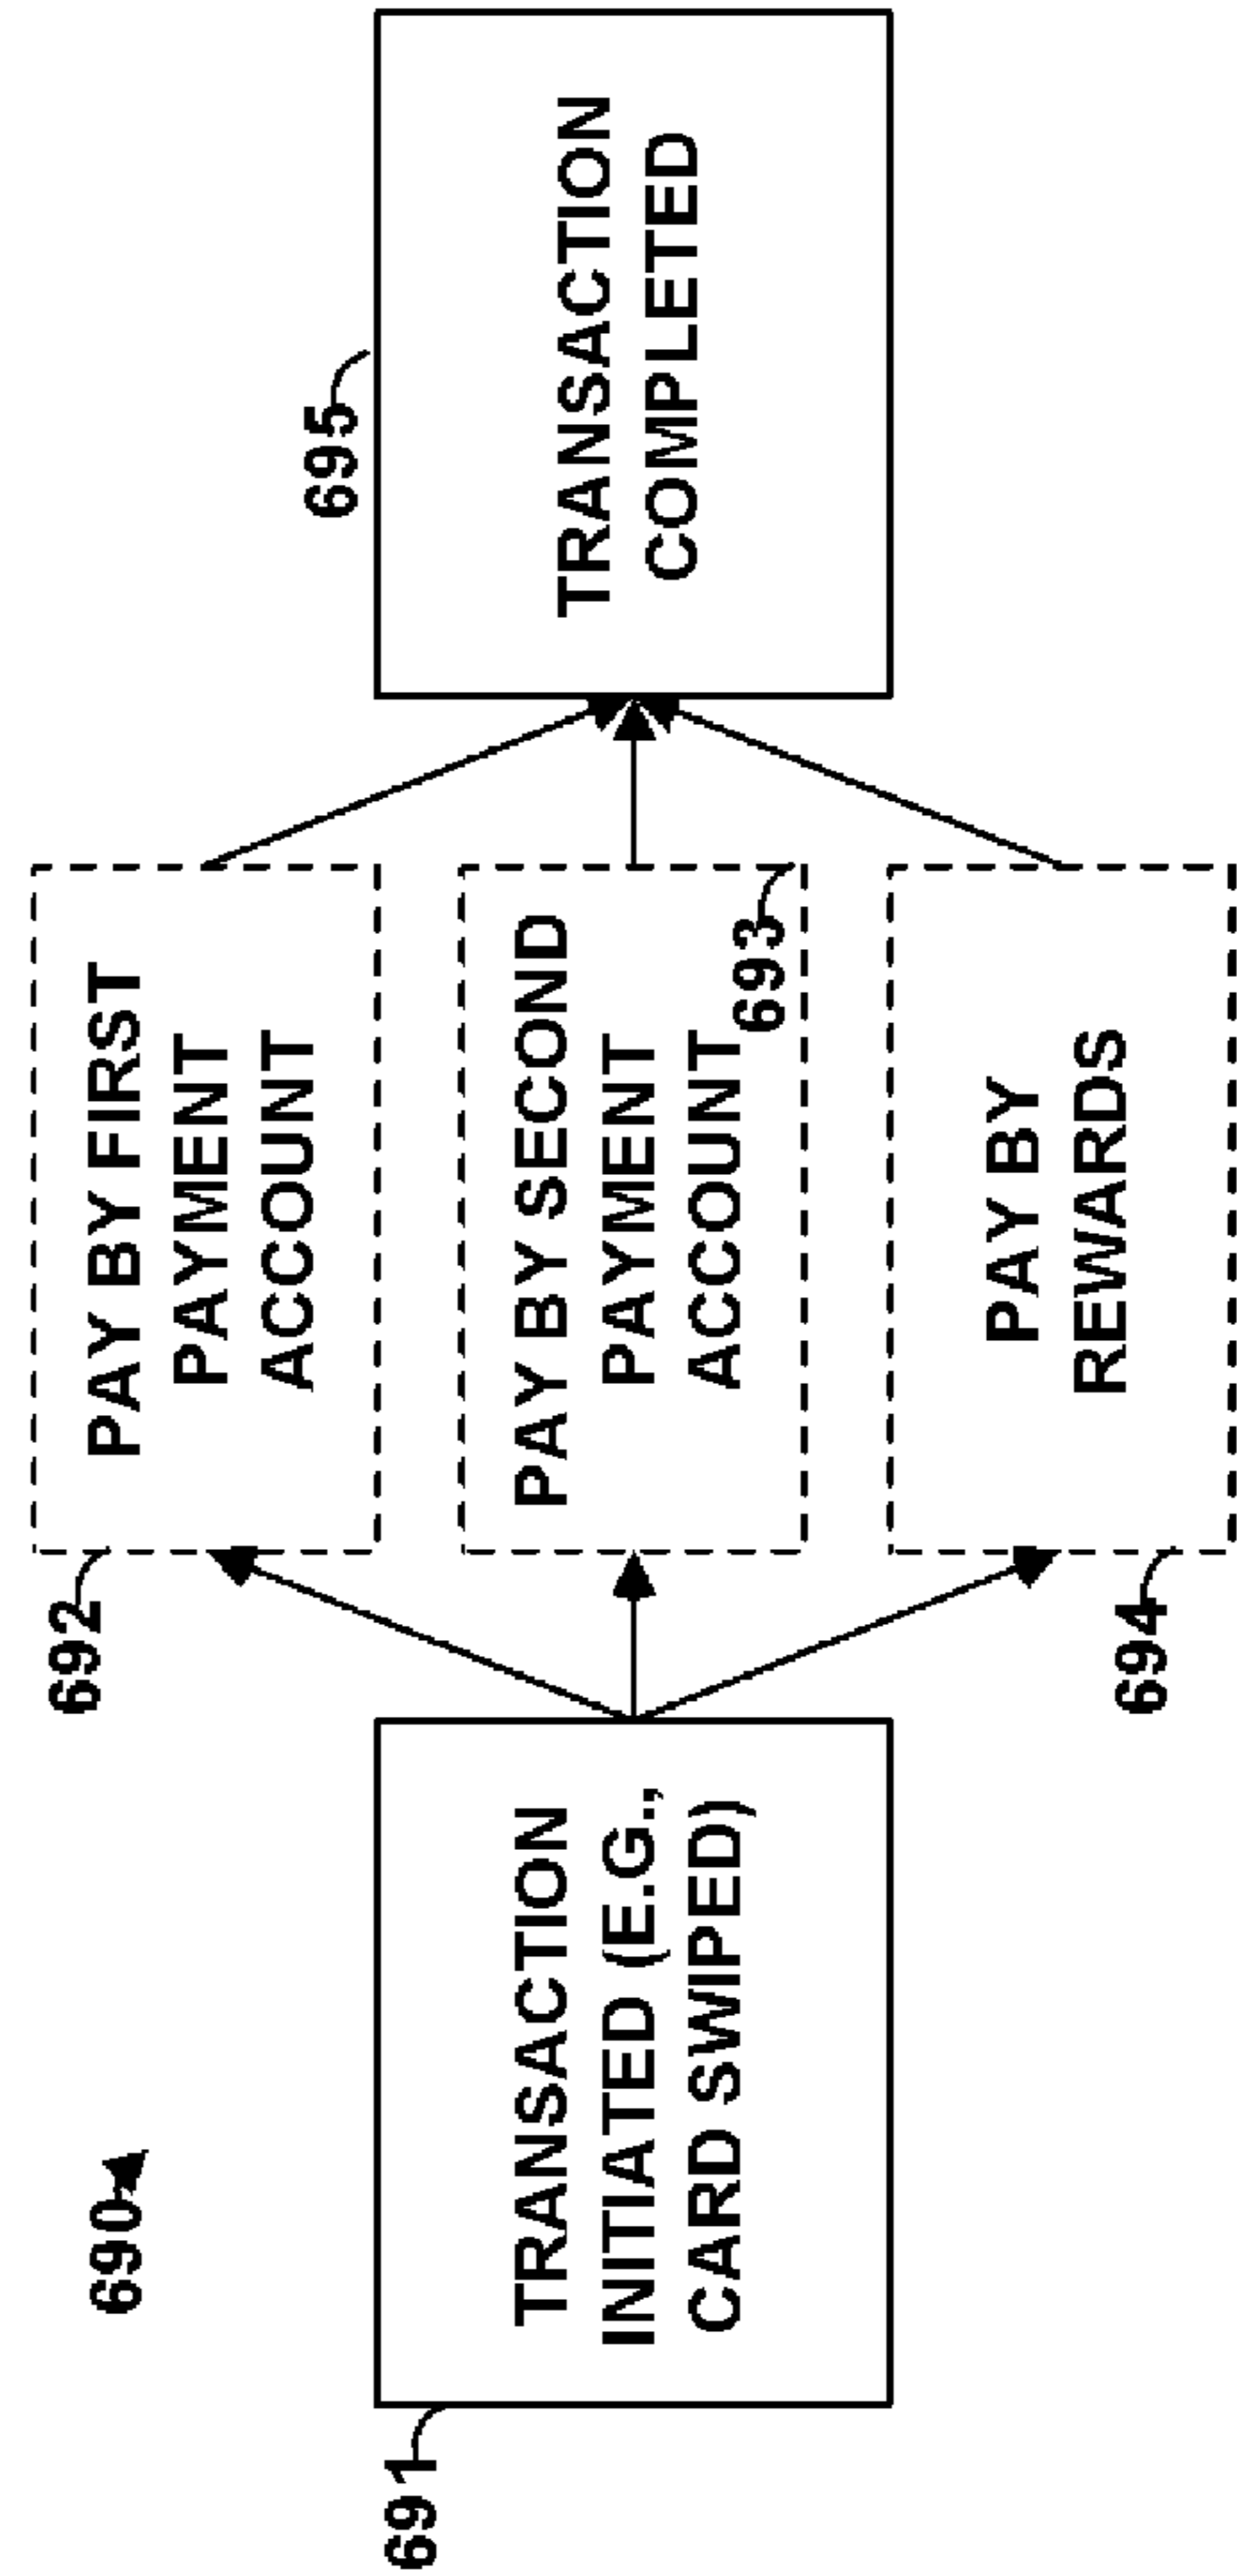 690
691
TRANSACTION
INITIATED (E.G.,
CARD SWIPED)
692
PAY BY FIRST
PAYMENT
ACCOUNT
PAY BY SECOND
PAYMENT
ACCOUNT
693
694
PAY BY
REWARDS
695
TRANSACTION
COMPLETED